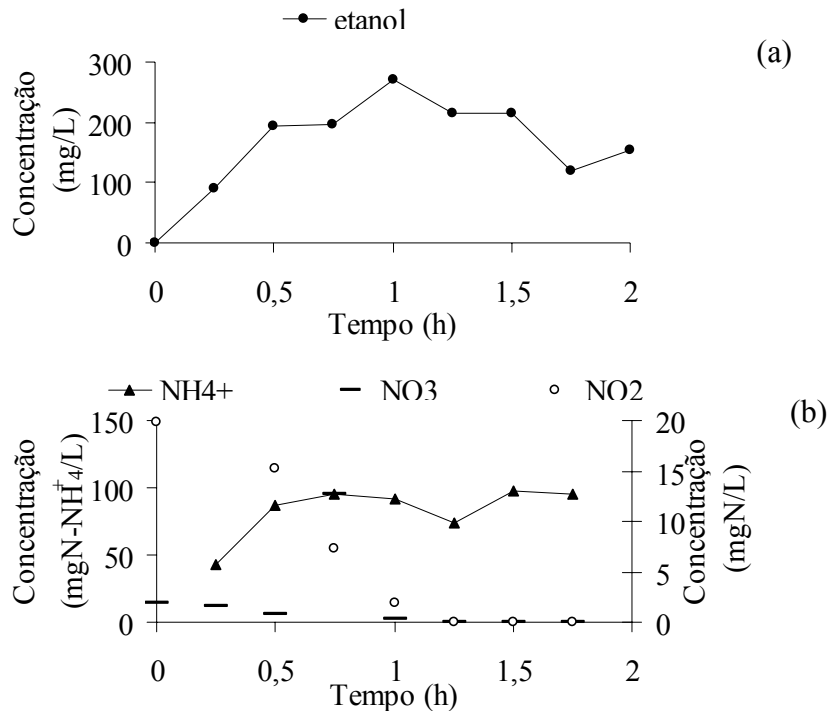 etanol
(a)
Concentração
(mg/L)
300
200
100
0
0 0,5 1 1,5 2
Tempo (h)
NH4+ NO3 NO2
(b)
Concentração
(mgN-NH+4/L)
150
100
50
0
20
15
10
5
0
Concentração
(mgN/L)
0 0,5 1 1,5 2
Tempo (h)